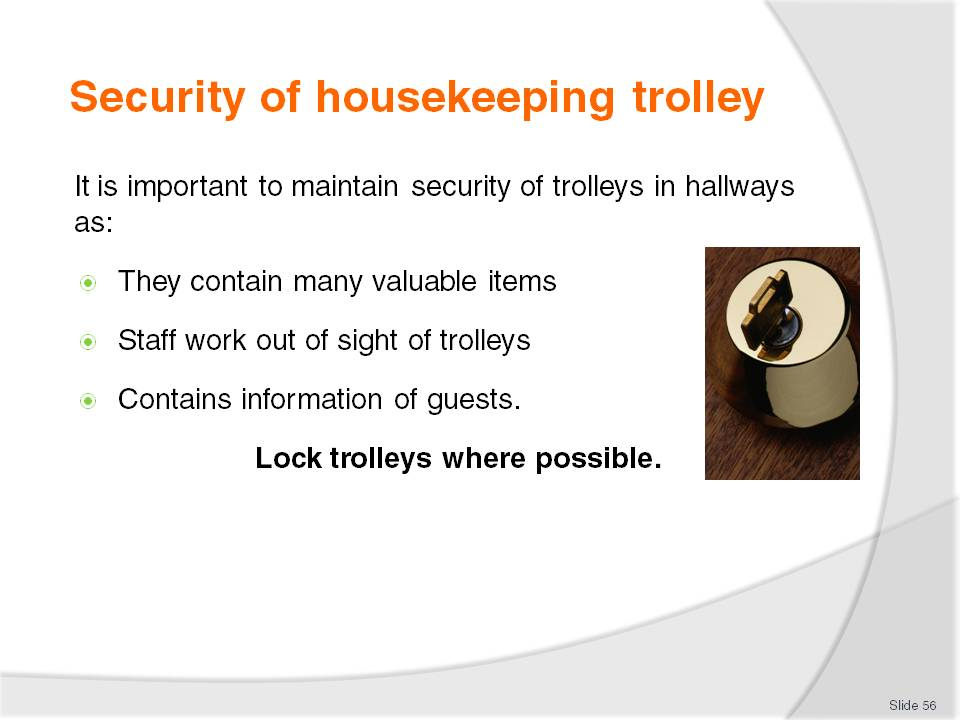 Security of housekeeping trolley
It is important to maintain security of trolleys in hallways
as:
They contain many valuable items
Staff work out of sight of trolleys
Contains information of guests.
Lock trolleys where possible.
Slide 56